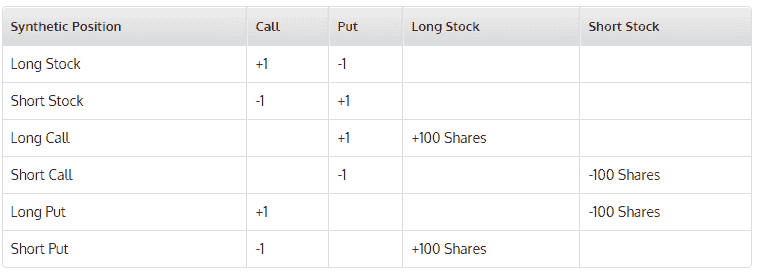 Synthetic Position Call Put Long Stock Short Stock
Long Stock +1 -1
Short Stock -1 +1
Long Call +1 +100 Shares
Short Call -1 -100 Shares
Long Put +1 -100 Shares
Short Put -1 +100 Shares